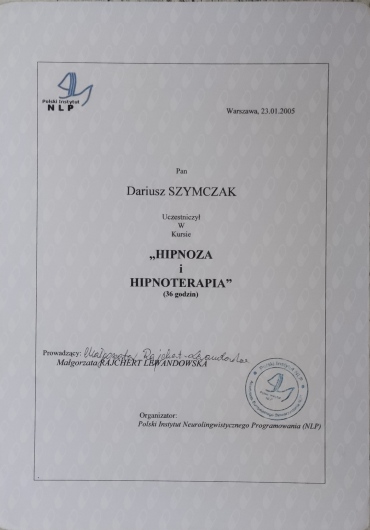 Polski Instytut
NLP
Warszawa, 23.01.2005
Pan
Dariusz SZYMCZAK
Uczestniczył
W
Kursie
„HIPNOZA
i
HIPNOTERAPIA”
(36 godzin)
Prowadzący:
Małgorzata RAJCHERT LEWANDOWSKA
Organizator:
Polski Instytut Neurolingwistycznego Programowania (NLP)